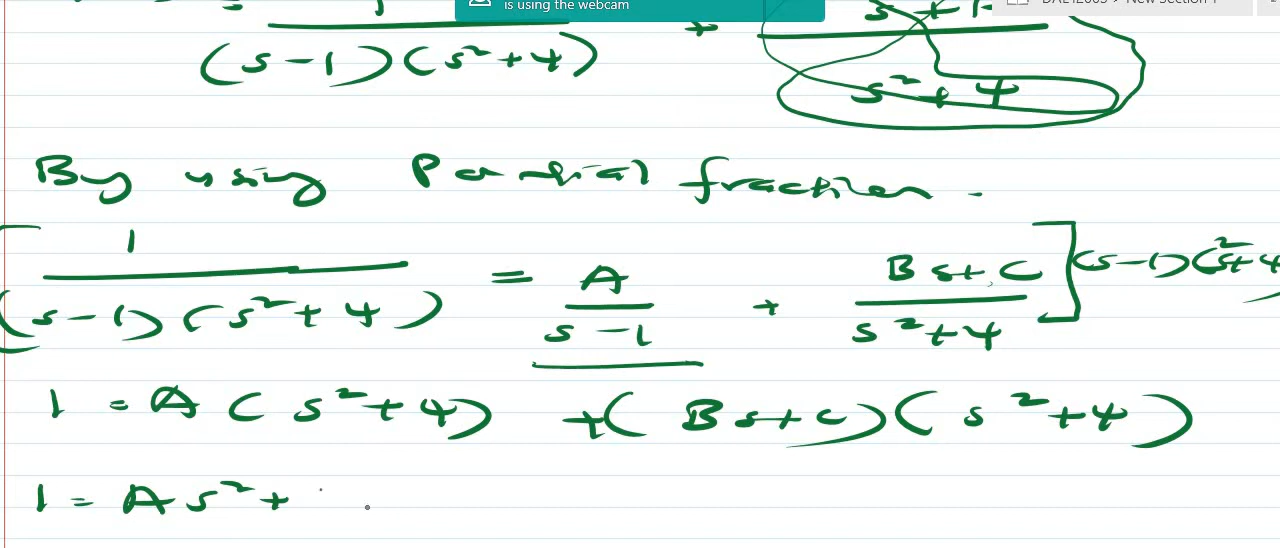 is using the webcam
(s-1)(s²+4) + s²+4
By using Partial fraction.
[1/((s-1)(s²+4)) = A/(s-1) + (Bs+C)/(s²+4)](s-1)(s²+4
1 = A(s²+4) +(Bs+C)(s²+4)
1 = As² +